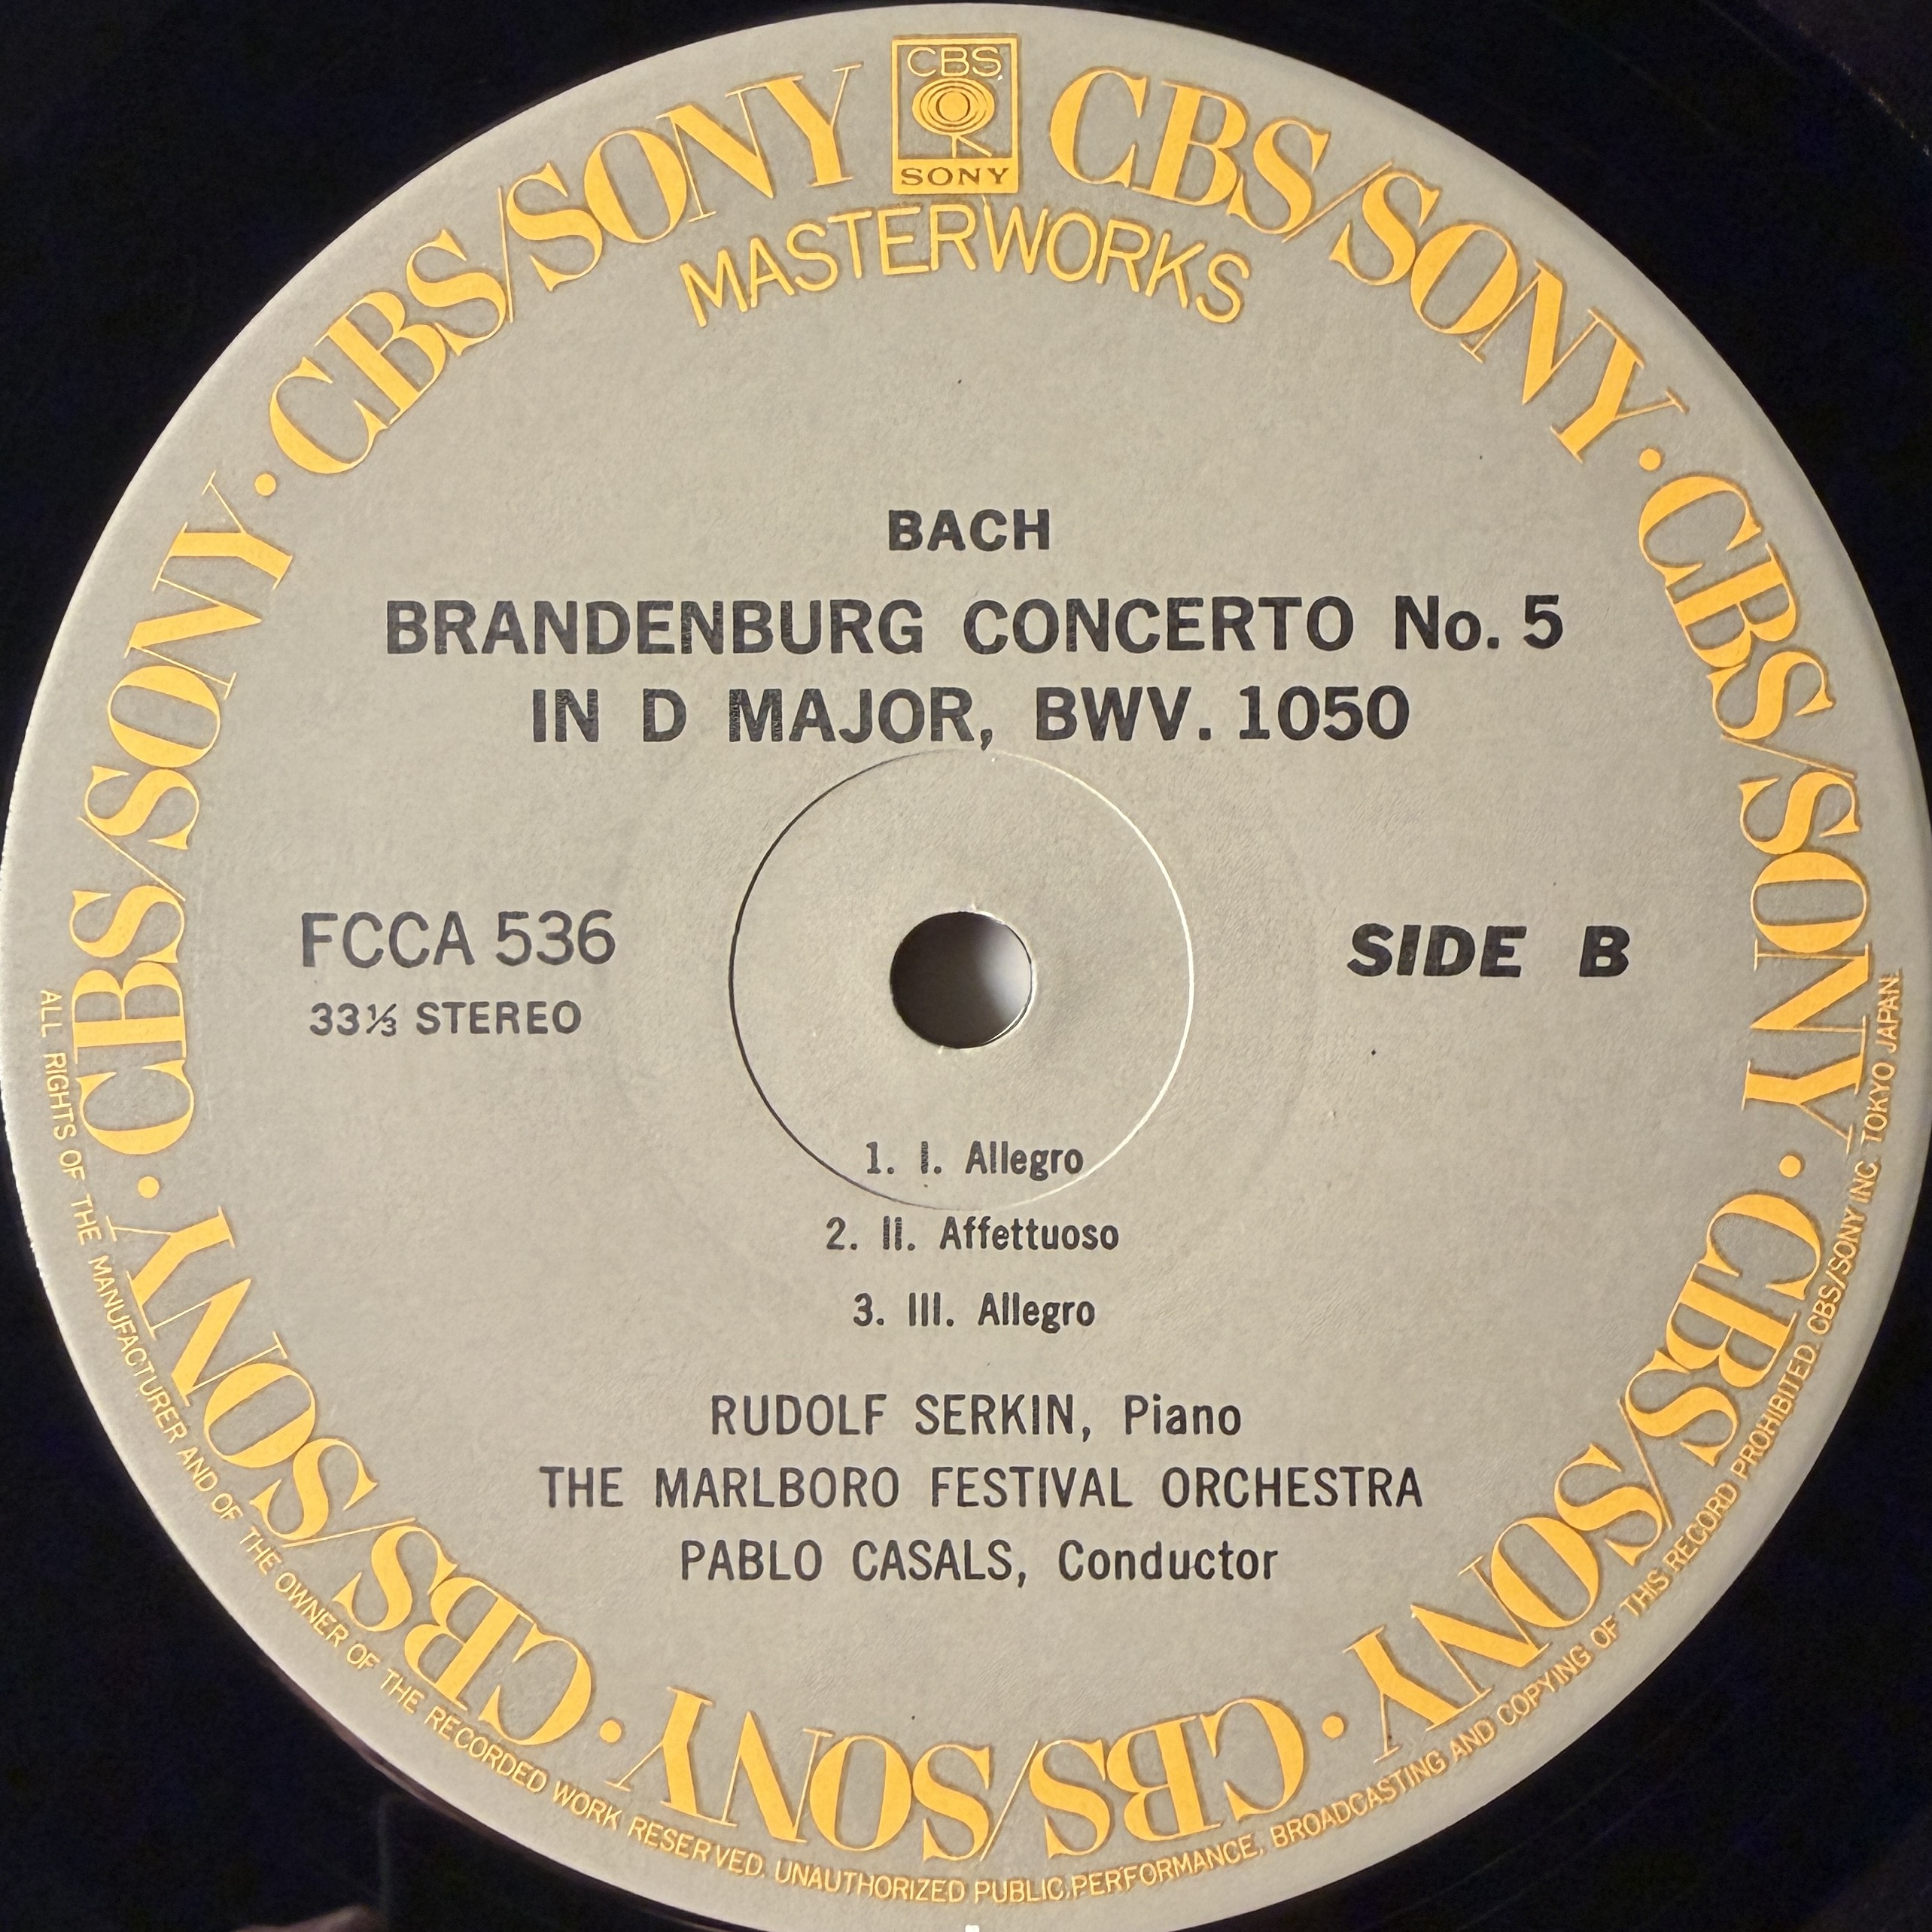 CBS
SONY
CBS/SONY · CBS/SONY · CBS/SONY · CBS/SONY · CBS/SONY · CBS/SONY · CBS/SONY · CBS/SONY
MASTERWORKS
BACH
BRANDENBURG CONCERTO No. 5
IN D MAJOR, BWV. 1050
FCCA 536
33⅓ STEREO
SIDE B
1. I. Allegro
2. II. Affettuoso
3. III. Allegro
RUDOLF SERKIN, Piano
THE MARLBORO FESTIVAL ORCHESTRA
PABLO CASALS, Conductor
ALL RIGHTS OF THE MANUFACTURER AND OF THE OWNER OF THE RECORDED WORK RESERVED. UNAUTHORIZED PUBLIC, PERFORMANCE, BROADCASTING AND COPYING OF THIS RECORD PROHIBITED. CBS/SONY INC. TOKYO JAPAN